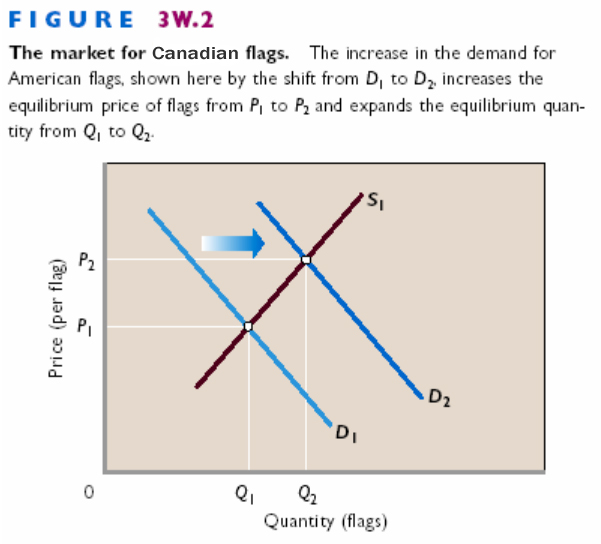 FIGURE 3W.2
The market for Canadian flags. The increase in the demand for
American flags, shown here by the shift from D₁ to D₂, increases the
equilibrium price of flags from P₁ to P₂ and expands the equilibrium quan-
tity from Q₁ to Q₂.
S₁
P₂
Price (per flag)
P₁
D₂
D₁
0
Q₁ Q₂
Quantity (flags)